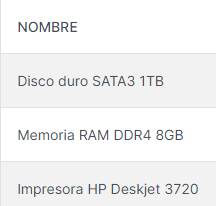 NOMBRE
Disco duro SATA3 1TB
Memoria RAM DDR4 8GB
Impresora HP Deskjet 3720